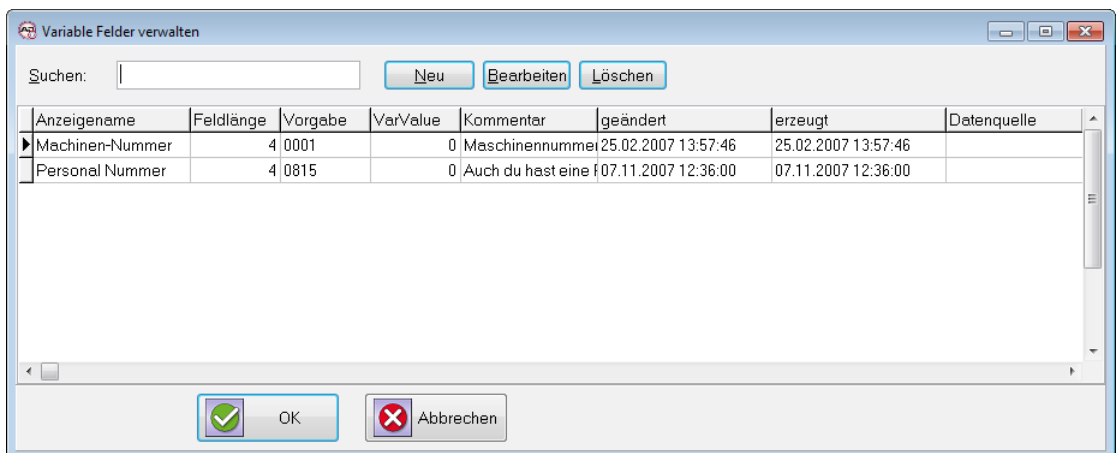 Variable Felder verwalten
Suchen: Neu Bearbeiten Löschen
Anzeigename Feldlänge Vorgabe VarValue Kommentar geändert erzeugt Datenquelle
Machinen-Nummer 4 0001 0 Maschinennummer 25.02.2007 13:57:46 25.02.2007 13:57:46
Personal Nummer 4 0815 0 Auch du hast eine 07.11.2007 12:36:00 07.11.2007 12:36:00
OK Abbrechen